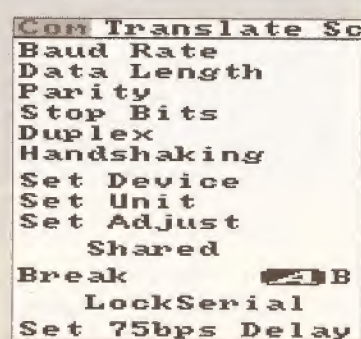 Com Translate Sc
Baud Rate
Data Length
Parity
Stop Bits
Duplex
Handshaking
Set Device
Set Unit
Set Adjust
Shared
Break B
LockSerial
Set 75bps Delay